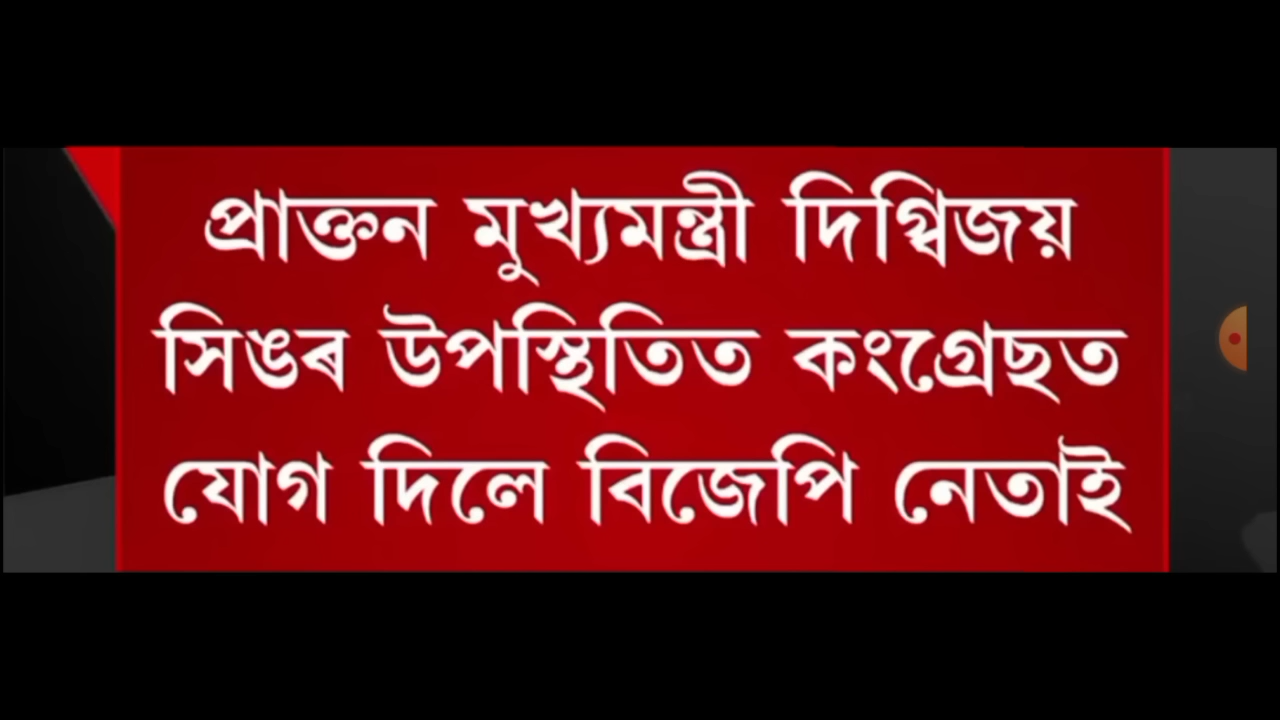 প্ৰাক্তন মুখ্যমন্ত্ৰী দিগ্বিজয়
সিঙৰ উপস্থিতিত কংগ্ৰেছত
যোগ দিলে বিজেপি নেতাই